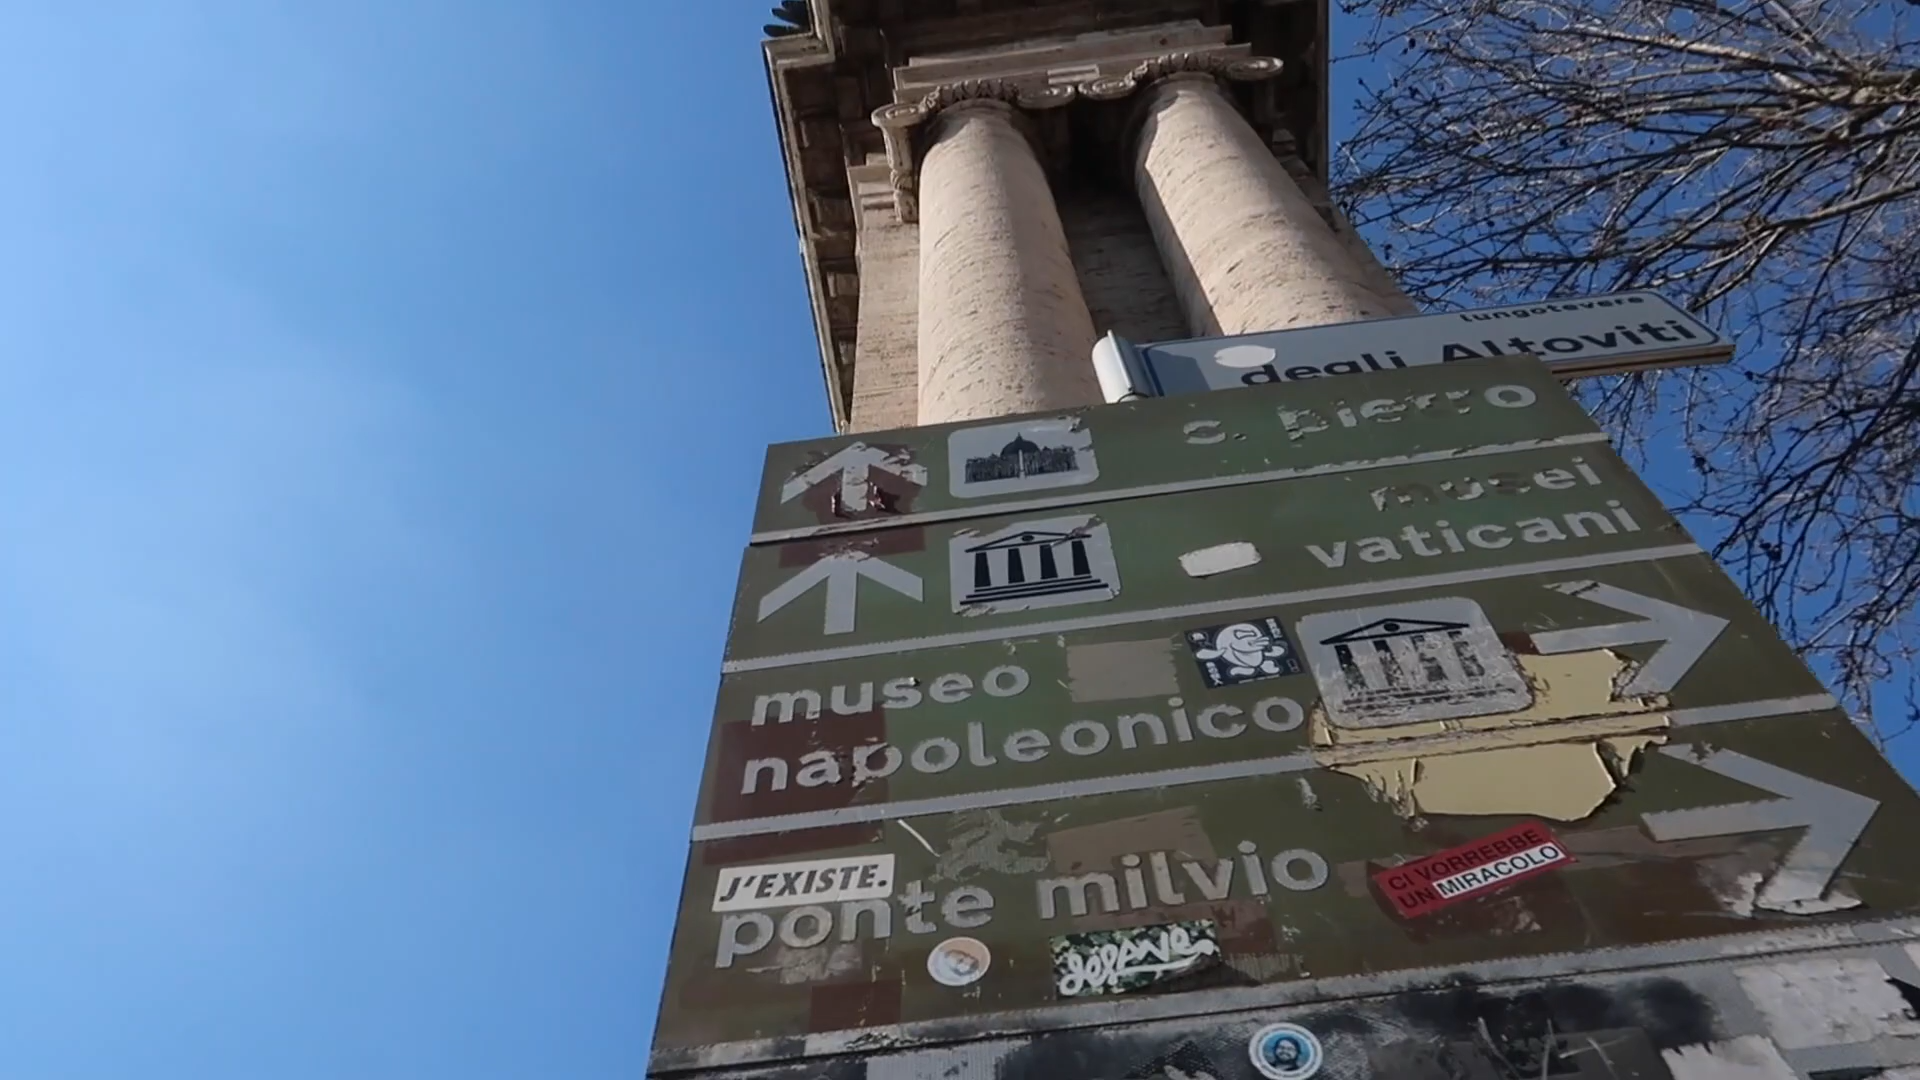 lungotevere
degli Altoviti
s. pietro
musei
vaticani
museo
napoleonico
J'EXISTE.
ponte milvio
CI VORREBBE
UN MIRACOLO